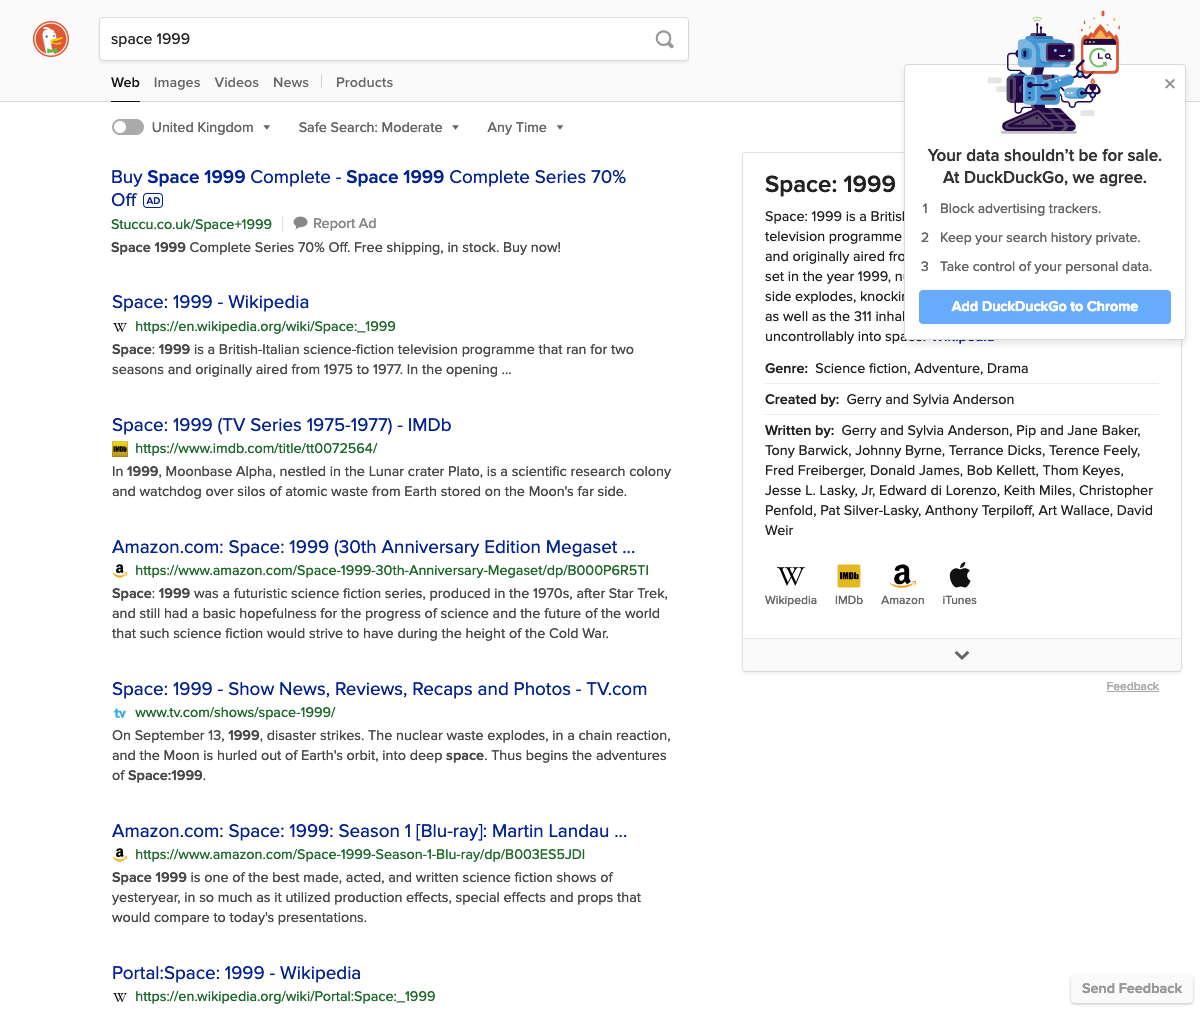 space 1999
Web Images Videos News Products
United Kingdom Safe Search: Moderate Any Time
Buy Space 1999 Complete - Space 1999 Complete Series 70%
Off AD
Stuccu.co.uk/Space+1999 Report Ad
Space 1999 Complete Series 70% Off. Free shipping, in stock. Buy now!
Space: 1999 - Wikipedia
W https://en.wikipedia.org/wiki/Space:_1999
Space: 1999 is a British-Italian science-fiction television programme that ran for two
seasons and originally aired from 1975 to 1977. In the opening ...
Space: 1999 (TV Series 1975-1977) - IMDb
IMDb https://www.imdb.com/title/tt0072564/
In 1999, Moonbase Alpha, nestled in the Lunar crater Plato, is a scientific research colony
and watchdog over silos of atomic waste from Earth stored on the Moon's far side.
Amazon.com: Space: 1999 (30th Anniversary Edition Megaset ...
a https://www.amazon.com/Space-1999-30th-Anniversary-Megaset/dp/B000P6R5TI
Space: 1999 was a futuristic science fiction series, produced in the 1970s, after Star Trek,
and still had a basic hopefulness for the progress of science and the future of the world
that such science fiction would strive to have during the height of the Cold War.
Space: 1999 - Show News, Reviews, Recaps and Photos - TV.com
tv www.tv.com/shows/space-1999/
On September 13, 1999, disaster strikes. The nuclear waste explodes, in a chain reaction,
and the Moon is hurled out of Earth's orbit, into deep space. Thus begins the adventures
of Space:1999.
Amazon.com: Space: 1999: Season 1 [Blu-ray]: Martin Landau ...
a https://www.amazon.com/Space-1999-Season-1-Blu-ray/dp/B003ES5JDI
Space 1999 is one of the best made, acted, and written science fiction shows of
yesteryear, in so much as it utilized production effects, special effects and props that
would compare to today's presentations.
Portal:Space: 1999 - Wikipedia
W https://en.wikipedia.org/wiki/Portal:Space:_1999
Your data shouldn't be for sale.
At DuckDuckGo, we agree.
1 Block advertising trackers.
2 Keep your search history private.
3 Take control of your personal data.
Add DuckDuckGo to Chrome
Space: 1999
Space: 1999 is a
television programme
and originally aired
set in the year 1999,
side explodes,
as well as the 311
uncontrollably into Wikipedia
Genre: Science fiction, Adventure, Drama
Created by: Gerry and Sylvia Anderson
Written by: Gerry and Sylvia Anderson, Pip and Jane Baker,
Tony Barwick, Johnny Byrne, Terrance Dicks, Terence Feely,
Fred Freiberger, Donald James, Bob Kellett, Thom Keyes,
Jesse L. Lasky, Jr, Edward di Lorenzo, Keith Miles, Christopher
Penfold, Pat Silver-Lasky, Anthony Terpiloff, Art Wallace, David
Weir
W IMDb a
Wikipedia IMDb Amazon iTunes
Feedback
Send Feedback